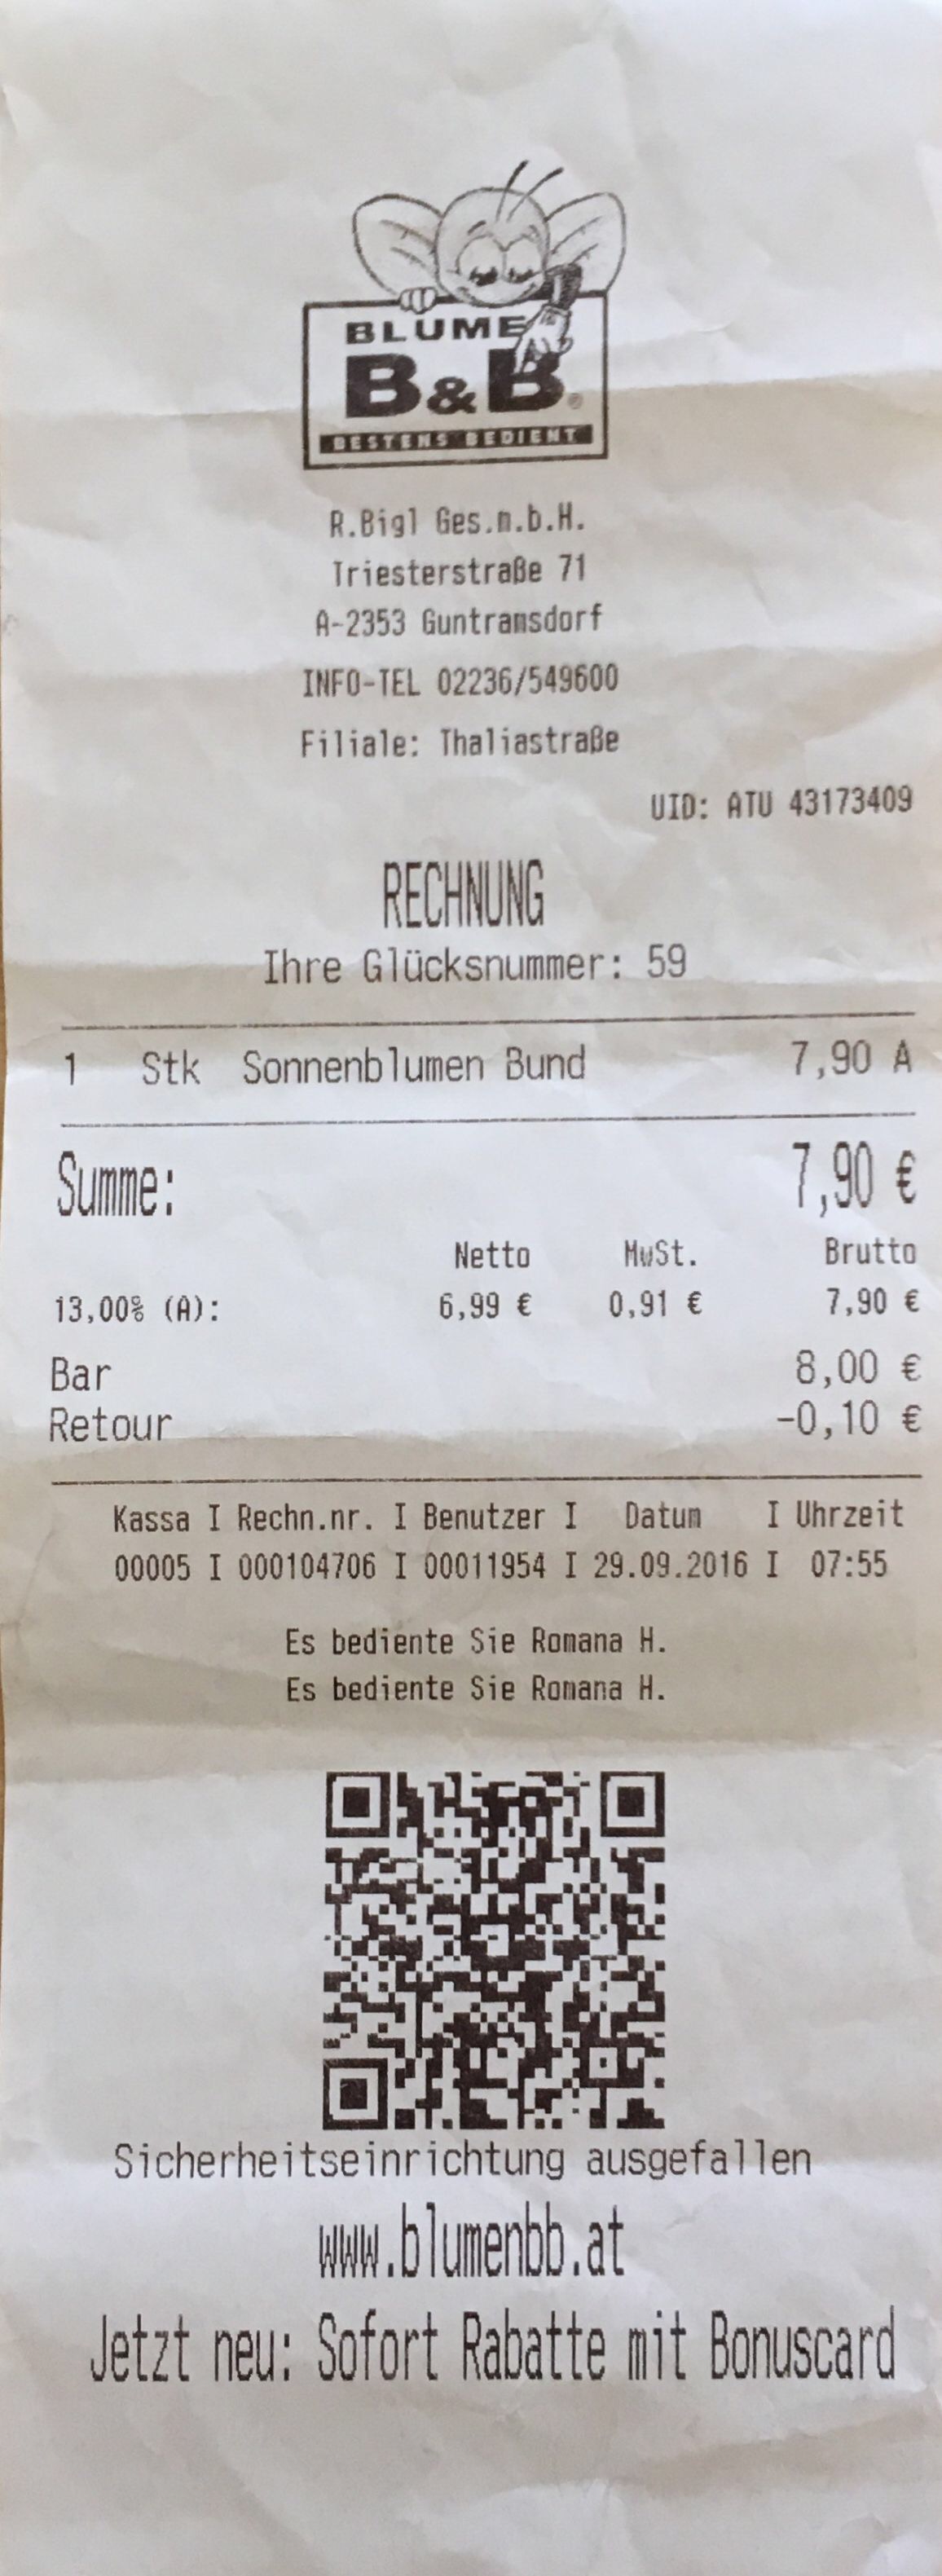 BLUME
B&B®
BESTENS BEDIENT
R.Bigl Ges.m.b.H.
Triesterstraße 71
A-2353 Guntramsdorf
INFO-TEL 02236/549600
Filiale: Thaliastraße
UID: ATU 43173409
RECHNUNG
Ihre Glücksnummer: 59
1 Stk Sonnenblumen Bund 7,90 A
Summe: 7,90 €
Netto MwSt. Brutto
13,00% (A): 6,99 € 0,91 € 7,90 €
Bar 8,00 €
Retour -0,10 €
Kassa I Rechn.nr. I Benutzer I Datum I Uhrzeit
00005 I 000104706 I 00011954 I 29.09.2016 I 07:55
Es bediente Sie Romana H.
Es bediente Sie Romana H.
Sicherheitseinrichtung ausgefallen
www.blumenbb.at
Jetzt neu: Sofort Rabatte mit Bonuscard